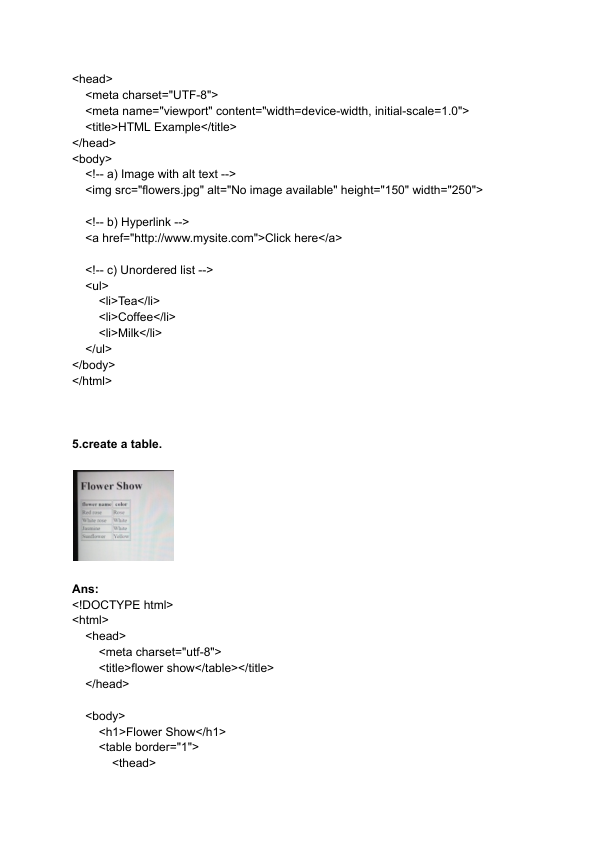 <head>
<meta charset="UTF-8">
<meta name="viewport" content="width=device-width, initial-scale=1.0">
<title>HTML Example</title>
</head>
<body>
<!-- a) Image with alt text -->
<img src="flowers.jpg" alt="No image available" height="150" width="250">
<!-- b) Hyperlink -->
<a href="http://www.mysite.com">Click here</a>
<!-- c) Unordered list -->
<ul>
<li>Tea</li>
<li>Coffee</li>
<li>Milk</li>
</ul>
</body>
</html>
5.create a table.
Flower Show
flower name color
Red rose Rose
White rose White
Jasmine White
Sunflower Yellow
Ans:
<!DOCTYPE html>
<html>
<head>
<meta charset="utf-8">
<title>flower show</table></title>
</head>
<body>
<h1>Flower Show</h1>
<table border="1">
<thead>